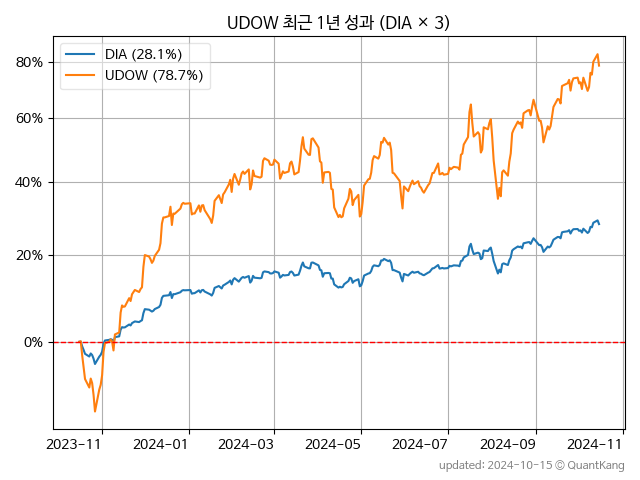 UDOW 최근 1년 성과 (DIA × 3)
DIA (28.1%)
UDOW (78.7%)
80%
60%
40%
20%
0%
2023-11 2024-01 2024-03 2024-05 2024-07 2024-09 2024-11
updated: 2024-10-15 © QuantKang